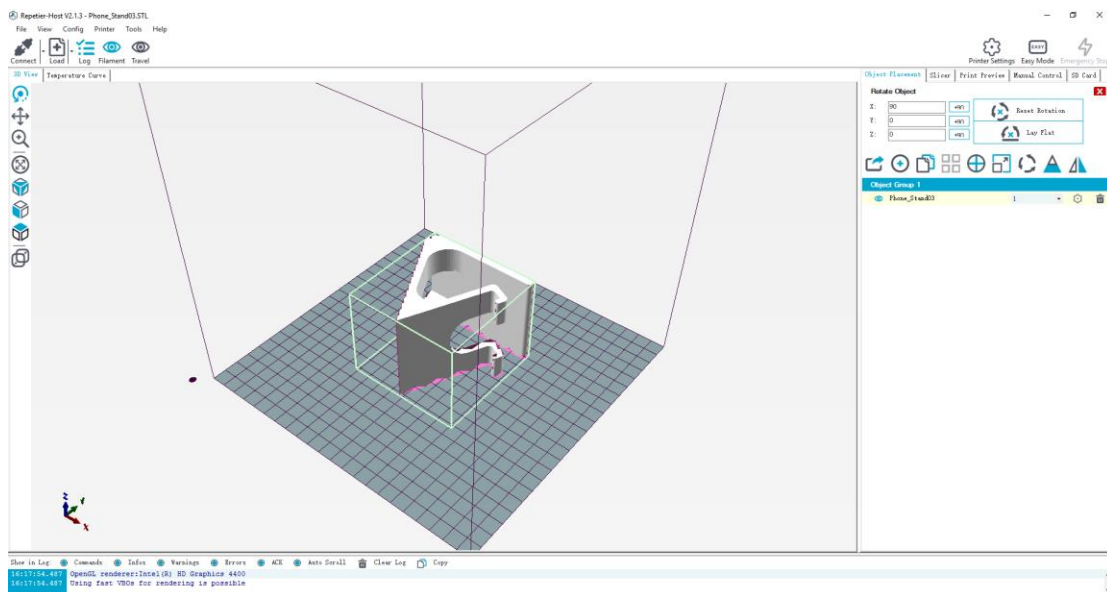 Repetier-Host V2.1.3 - Phone_Stand03.STL
File View Config Printer Tools Help
Connect Load Log Filament Travel
Printer Settings Easy Mode Emergency Stop
EASY
3D View Temperature Curve
Object Placement Slicer Print Preview Manual Control SD Card
Rotate Object
X: 90 +90 Reset Rotation
Y: 0 +90
Z: 0 +90 Lay Flat
Object Group 1
Phone_Stand03 1
Z
Y
X
Show in Log: Commands Infos Warnings Errors ACK Auto Scroll Clear Log Copy
16:17:54.487 OpenGL renderer:Intel(R) HD Graphics 4400
16:17:54.487 Using fast VBOs for rendering is possible